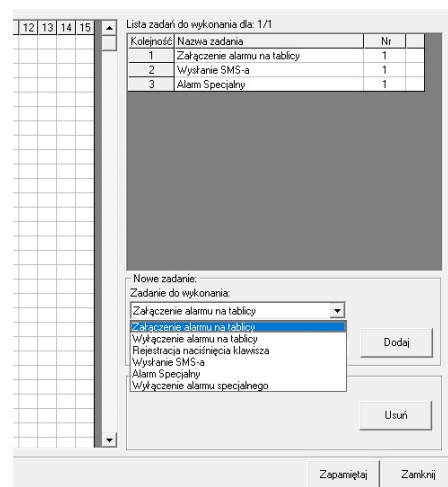 12 13 14 15
Lista zadań do wykonania dla: 1/1
Kolejność Nazwa zadania Nr
1 Załączenie alarmu na tablicy 1
2 Wysłanie SMS-a 1
3 Alarm Specjalny 1
Nowe zadanie:
Zadanie do wykonania:
Załączenie alarmu na tablicy
Załączenie alarmu na tablicy
Wyłączenie alarmu na tablicy
Rejestracja naciśnięcia klawisza
Wysłanie SMS-a
Alarm Specjalny
Wyłączenie alarmu specjalnego
Dodaj
Usuń
Zapamiętaj Zamknij